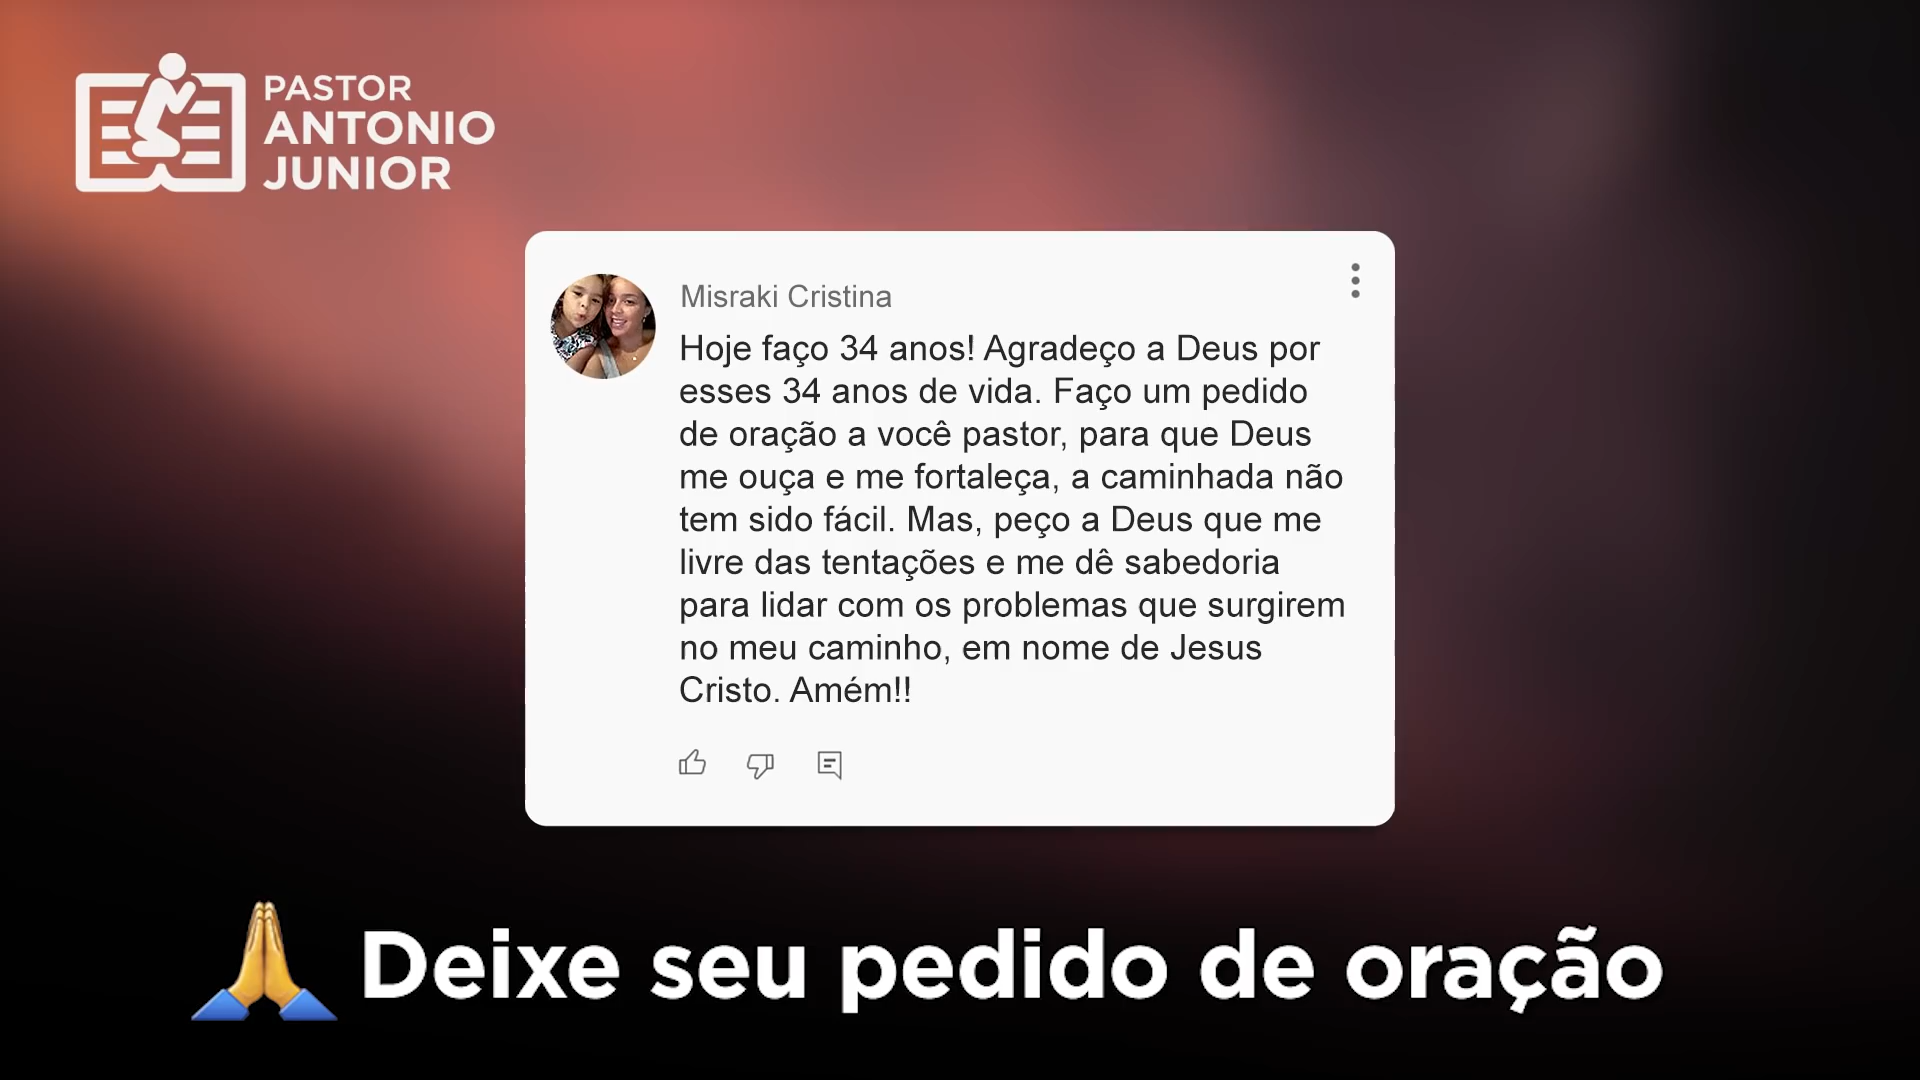 PASTOR
ANTONIO
JUNIOR
Misraki Cristina
Hoje faço 34 anos! Agradeço a Deus por
esses 34 anos de vida. Faço um pedido
de oração a você pastor, para que Deus
me ouça e me fortaleça, a caminhada não
tem sido fácil. Mas, peço a Deus que me
livre das tentações e me dê sabedoria
para lidar com os problemas que surgirem
no meu caminho, em nome de Jesus
Cristo. Amém!!
Deixe seu pedido de oração